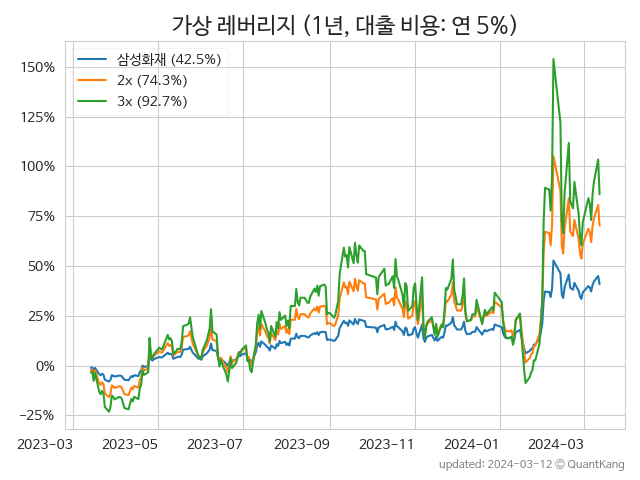 가상 레버리지 (1년, 대출 비용: 연 5%)
삼성화재 (42.5%)
2x (74.3%)
3x (92.7%)
150%
125%
100%
75%
50%
25%
0%
−25%
2023-03 2023-05 2023-07 2023-09 2023-11 2024-01 2024-03
updated: 2024-03-12 © QuantKang